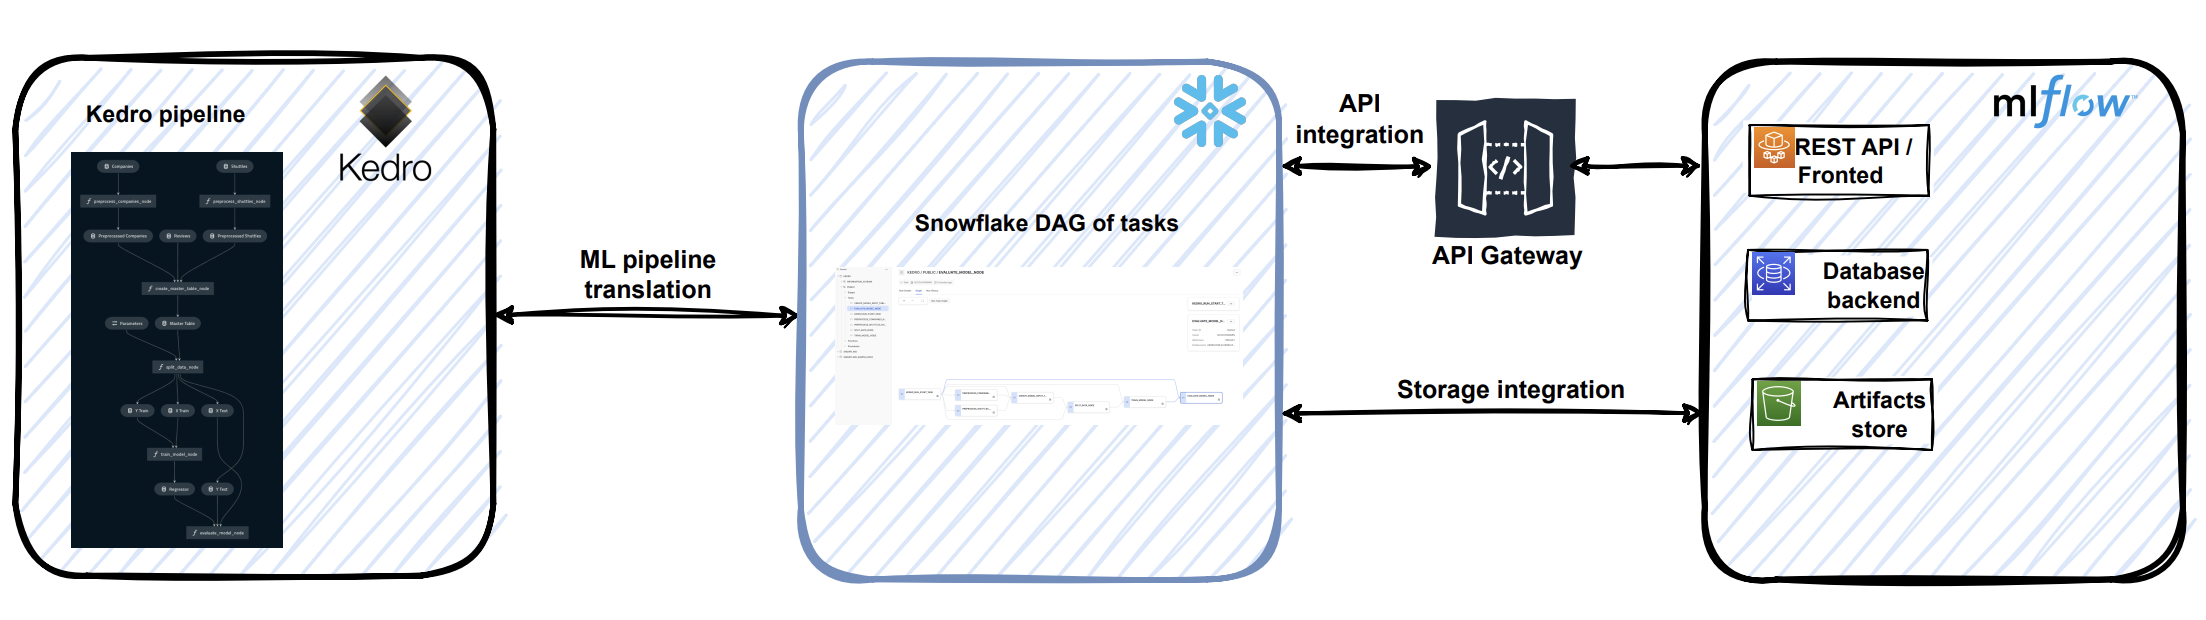 Kedro pipeline
Kedro
Companies
Shuttles
preprocess_companies_node
preprocess_shuttles_node
Preprocessed Companies
Reviews
Preprocessed Shuttles
create_master_table_node
Parameters
Master Table
split_data_node
Y Train
X Train
X Test
train_model_node
Regressor
Y Test
evaluate_model_node
ML pipeline
translation
Snowflake DAG of tasks
KEDRO / PUBLIC / EVALUATE_MODEL_NODE
API
integration
API Gateway
Storage integration
mlflow™
REST API /
Fronted
Database
backend
Artifacts
store